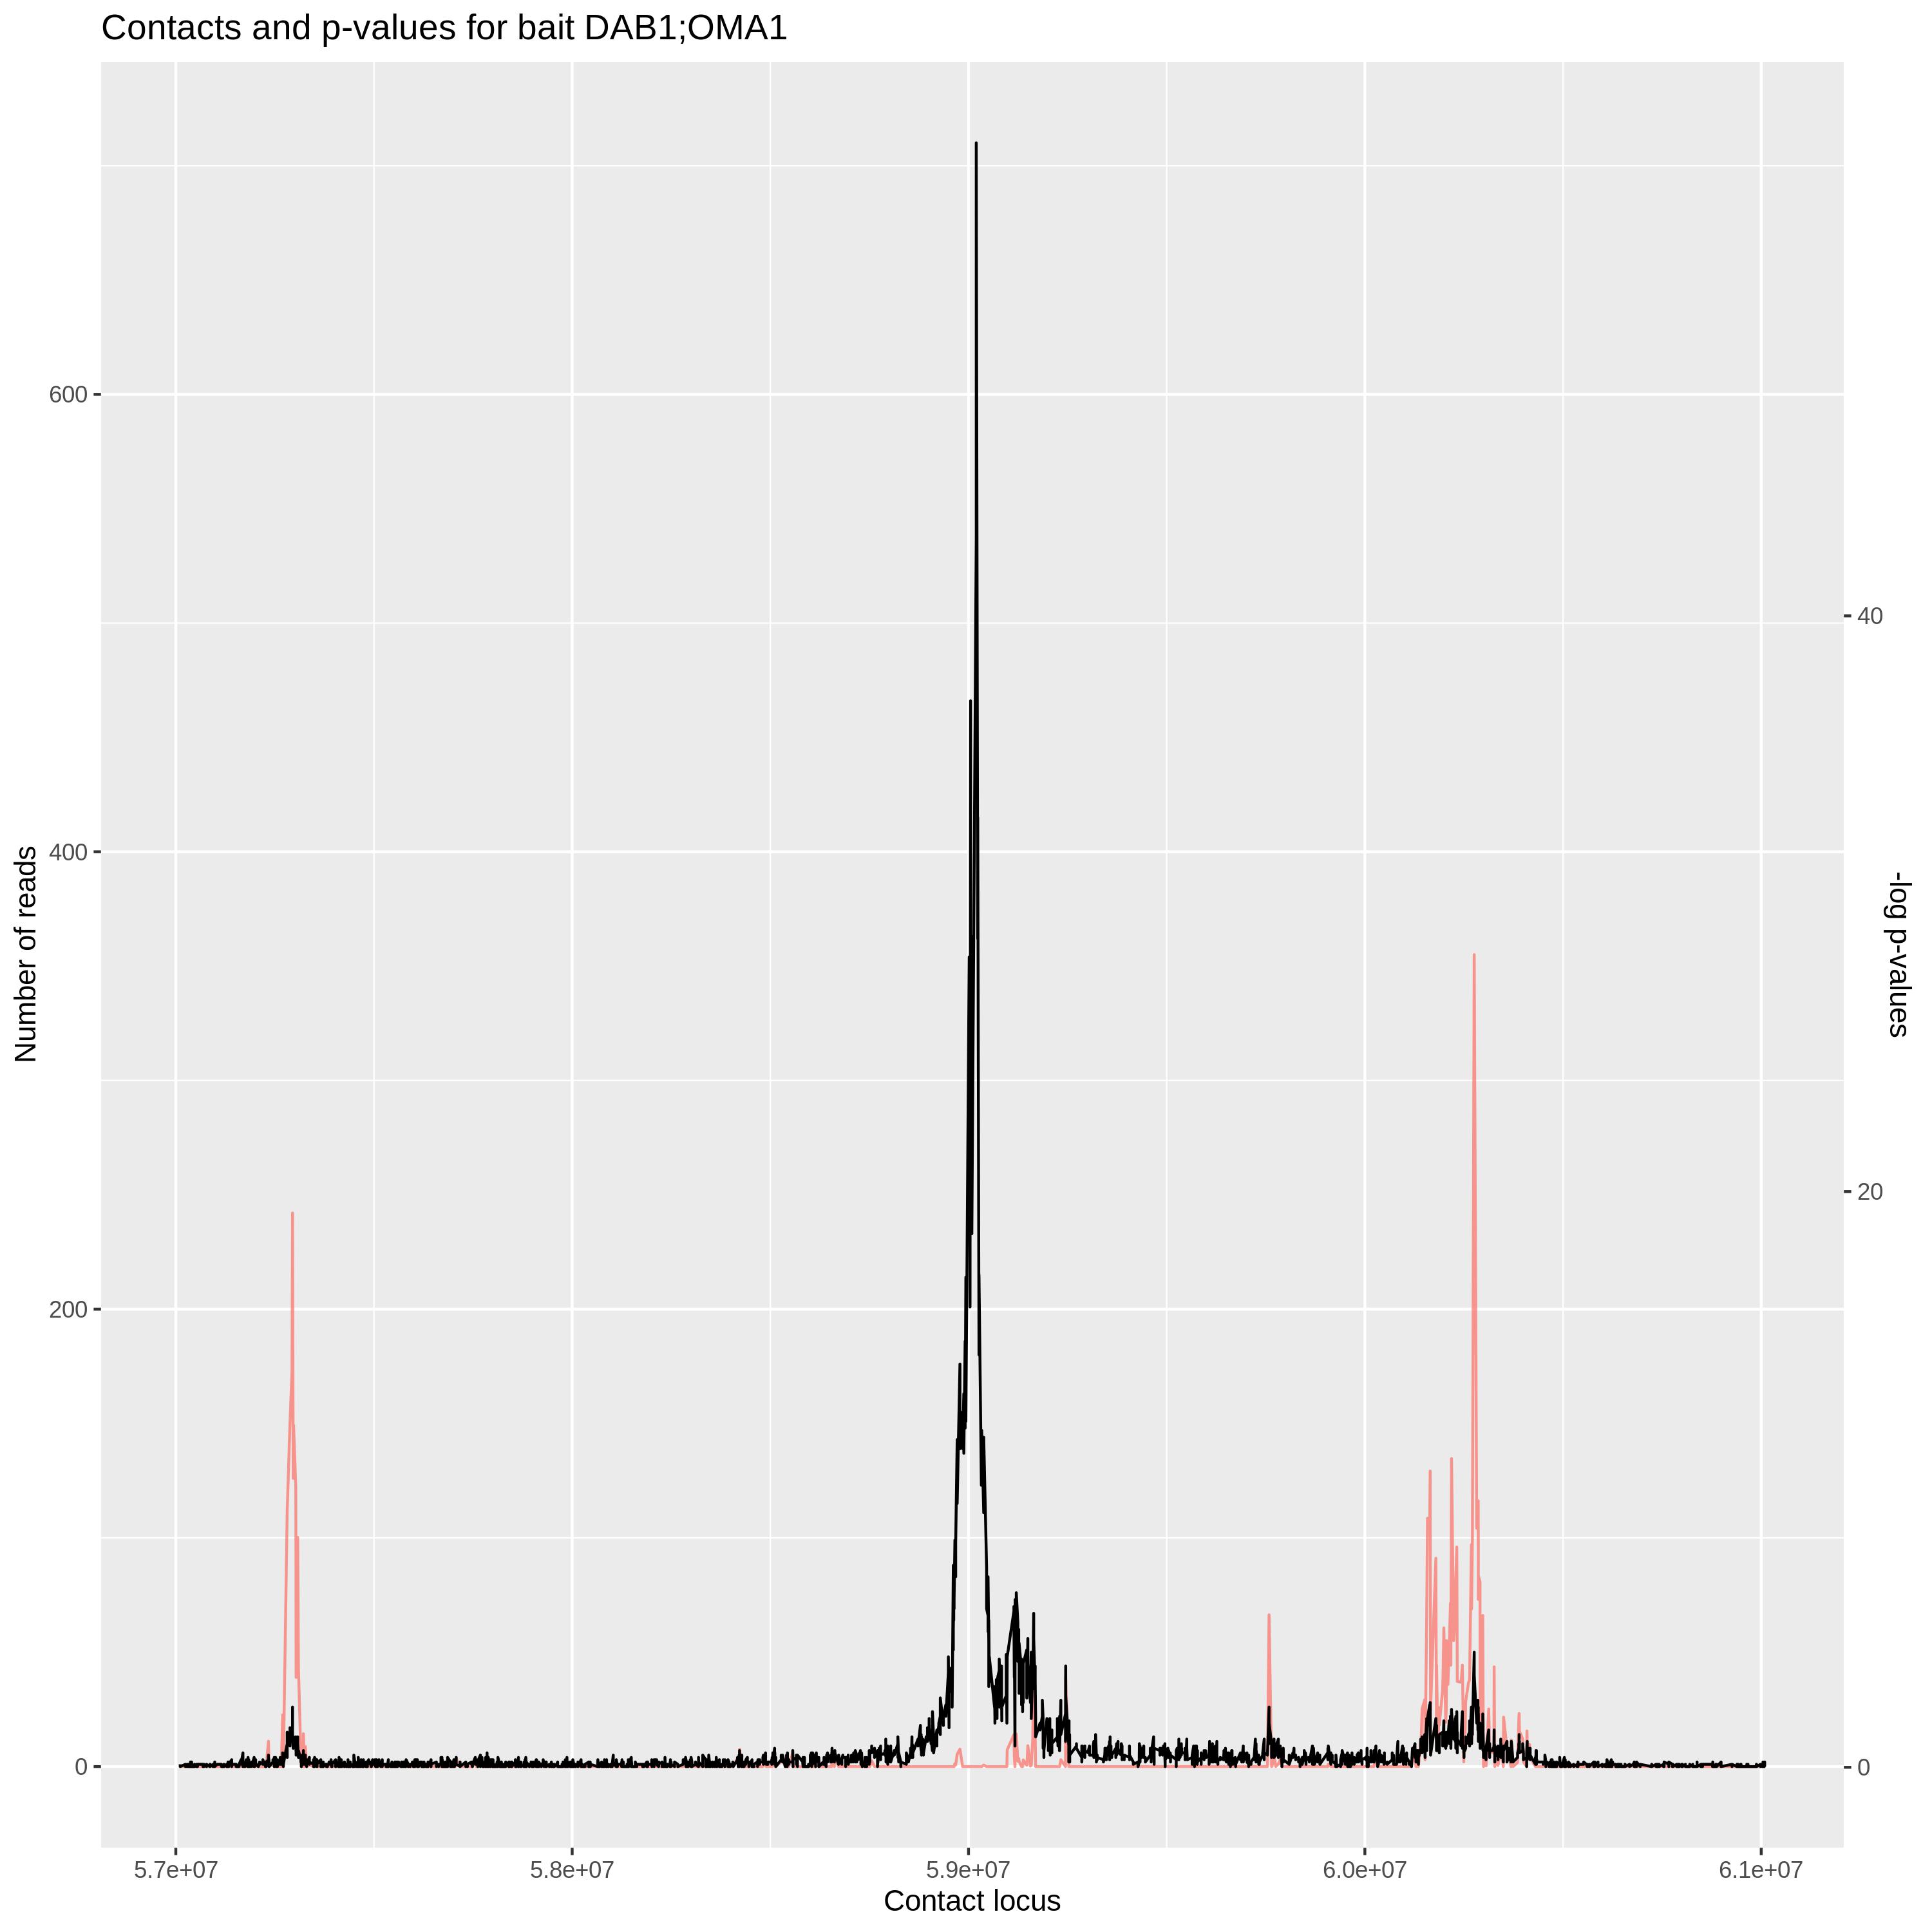 Contacts and p-values for bait DAB1;OMA1
Number of reads
600
400
200
0
40
20
0
-log p-values
5.7e+07
5.8e+07
5.9e+07
6.0e+07
6.1e+07
Contact locus